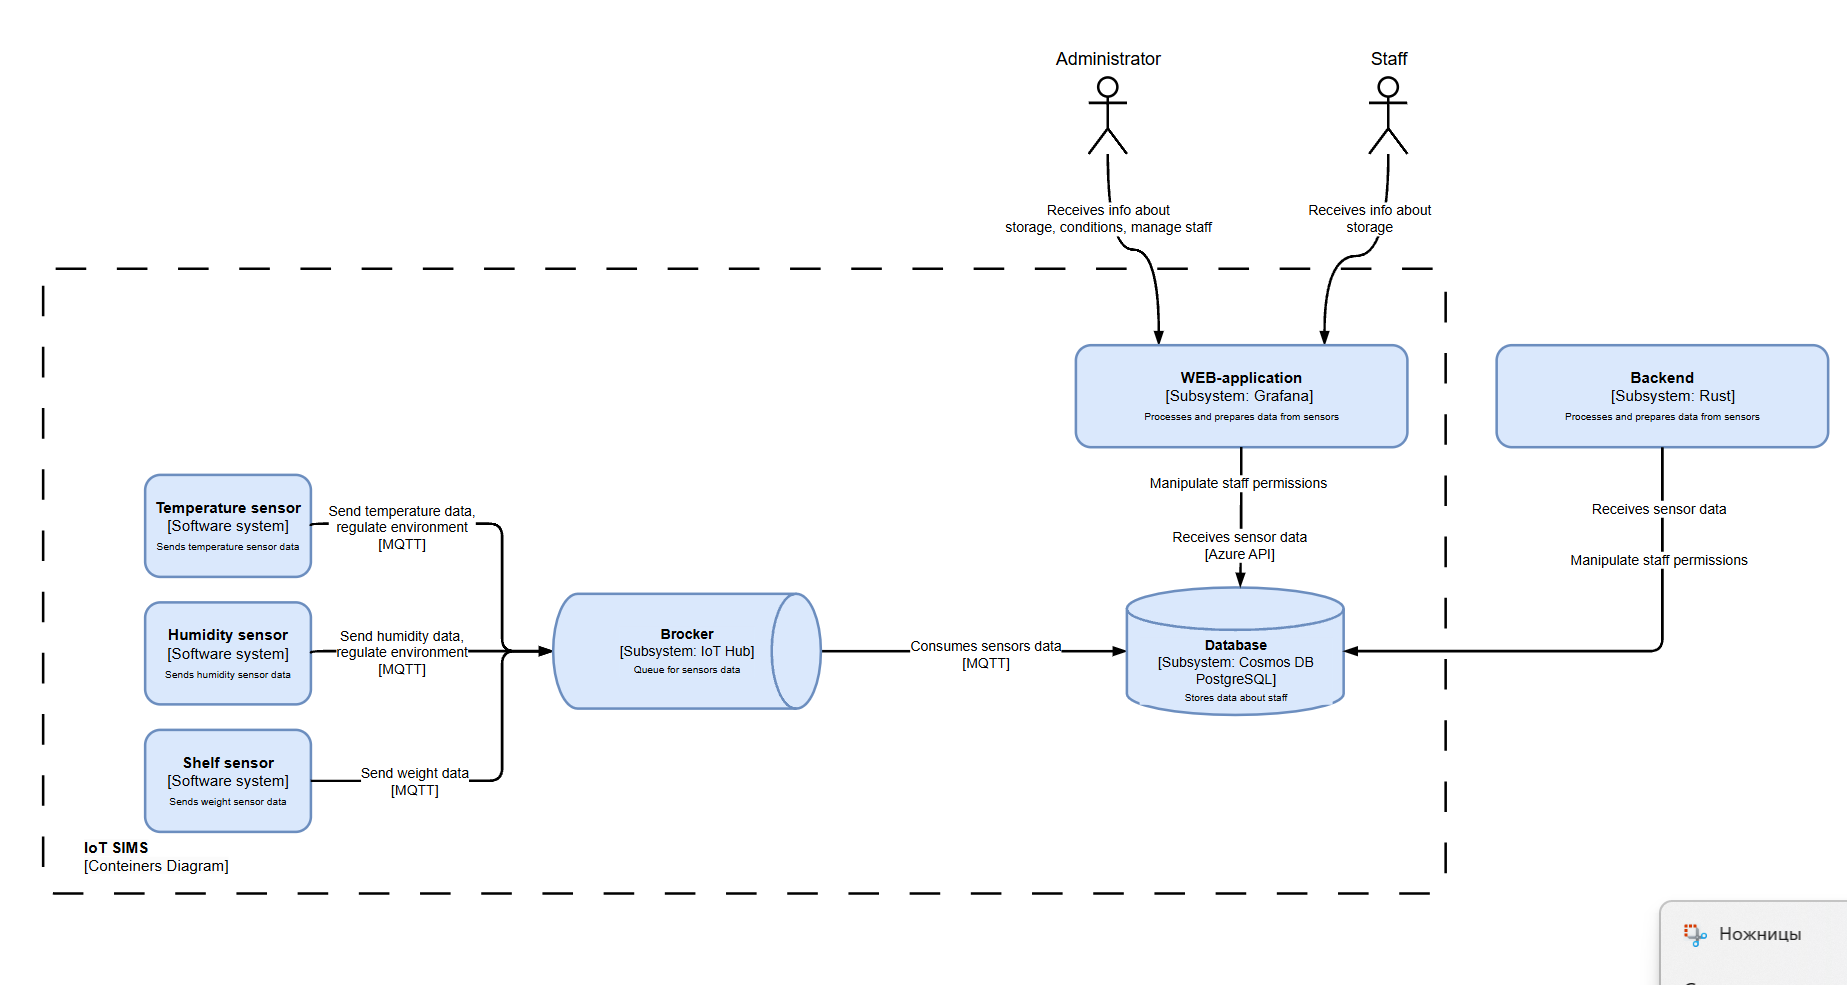 Administrator
Staff
Receives info about
storage, conditions, manage staff
Receives info about
storage
WEB-application
[Subsystem: Grafana]
Processes and prepares data from sensors
Backend
[Subsystem: Rust]
Processes and prepares data from sensors
Manipulate staff permissions
Receives sensor data
[Azure API]
Receives sensor data
Manipulate staff permissions
Temperature sensor
[Software system]
Sends temperature sensor data
Send temperature data,
regulate environment
[MQTT]
Humidity sensor
[Software system]
Sends humidity sensor data
Send humidity data,
regulate environment
[MQTT]
Brocker
[Subsystem: IoT Hub]
Queue for sensors data
Consumes sensors data
[MQTT]
Database
[Subsystem: Cosmos DB
PostgreSQL]
Stores data about staff
Shelf sensor
[Software system]
Sends weight sensor data
Send weight data
[MQTT]
IoT SIMS
[Conteiners Diagram]
Ножницы